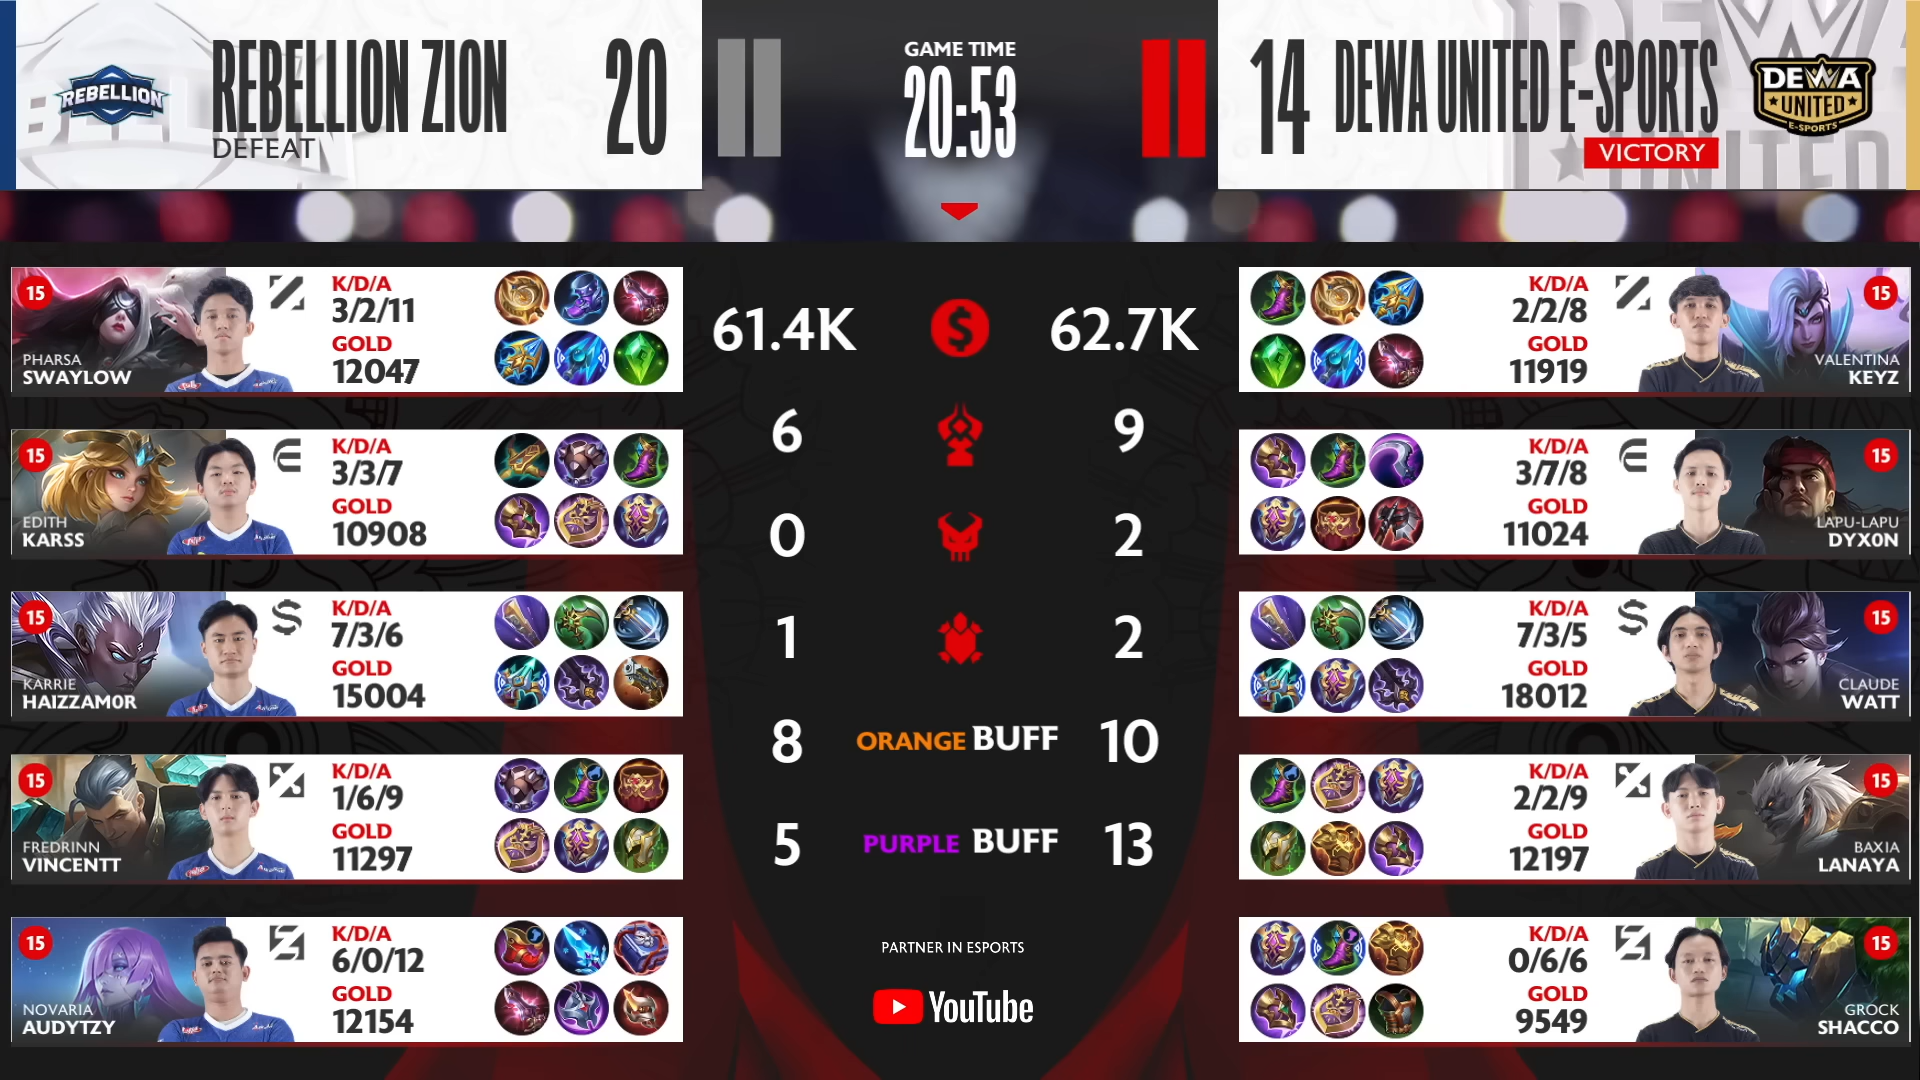 REBELLION
REBELLION ZION
DEFEAT
20
GAME TIME
20:53
14
DEWA UNITED E-SPORTS
VICTORY
DEWA
UNITED
E-SPORTS
15
PHARSA
SWAYLOW
K/D/A
3/2/11
GOLD
12047
15
EDITH
KARSS
K/D/A
3/3/7
GOLD
10908
15
KARRIE
HAIZZAM0R
K/D/A
7/3/6
GOLD
15004
15
FREDRINN
VINCENTT
K/D/A
1/6/9
GOLD
11297
15
NOVARIA
AUDYTZY
K/D/A
6/0/12
GOLD
12154
61.4K 62.7K
6 9
0 2
1 2
8 ORANGE BUFF 10
5 PURPLE BUFF 13
PARTNER IN ESPORTS
YouTube
K/D/A
2/2/8
GOLD
11919
15
VALENTINA
KEYZ
K/D/A
3/7/8
GOLD
11024
15
LAPU-LAPU
DYX0N
K/D/A
7/3/5
GOLD
18012
15
CLAUDE
WATT
K/D/A
2/2/9
GOLD
12197
15
BAXIA
LANAYA
K/D/A
0/6/6
GOLD
9549
15
GROCK
SHACCO